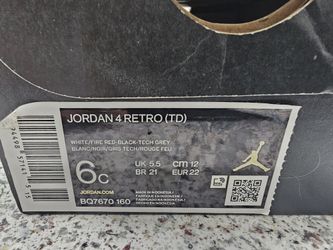 JORDAN 4 RETRO (TD)
WHITE/FIRE RED-BLACK-TECH GREY
BLANC/NOIR/GRIS TECH/ROUGE FEU
6C
UK 5.5
CM 12
BR 21
EUR 22
JORDAN.COM
BQ7670 160
MADE IN INDONESIA